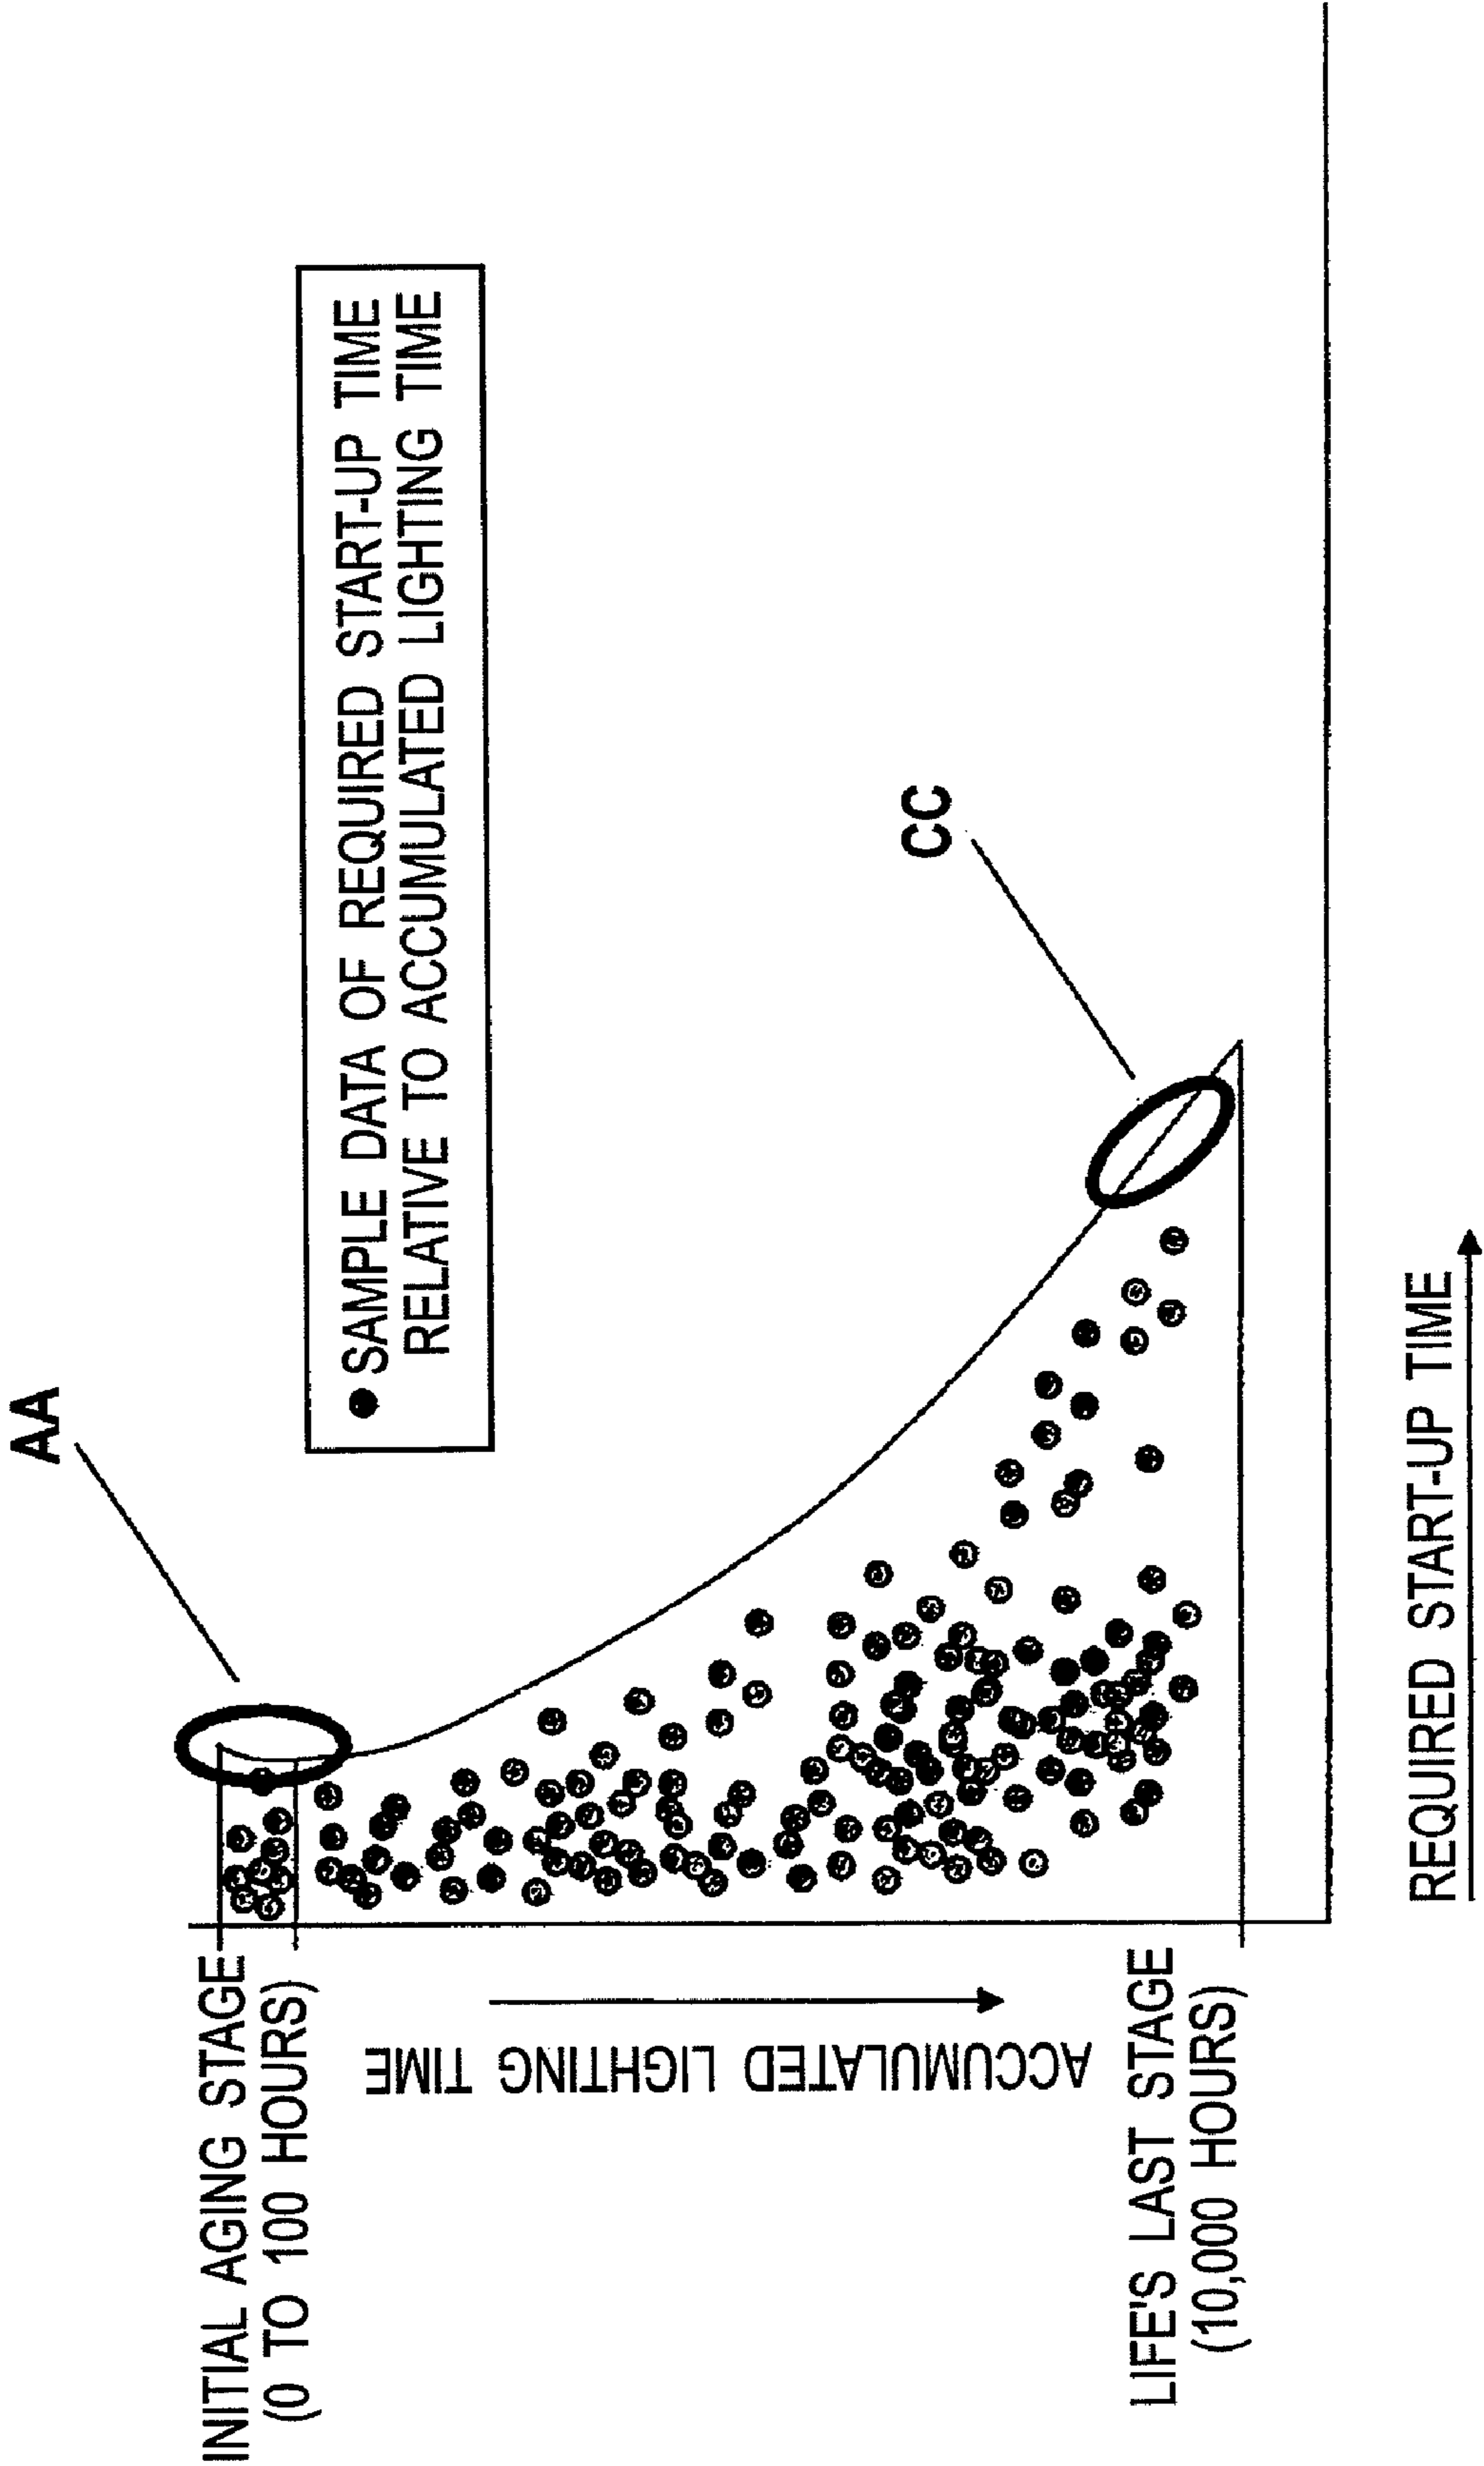 AA
● SAMPLE DATA OF REQUIRED START-UP TIME
RELATIVE TO ACCUMULATED LIGHTING TIME
CC
INITIAL AGING STAGE
(0 TO 100 HOURS)
ACCUMULATED LIGHTING TIME
LIFE'S LAST STAGE
(10,000 HOURS)
REQUIRED START-UP TIME